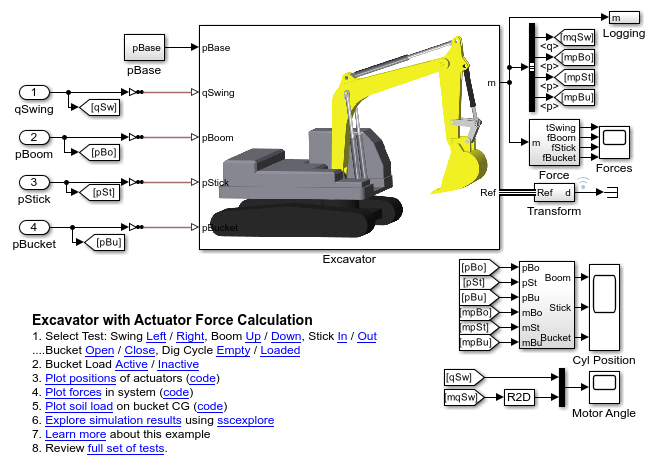 m
Logging
[mqSw]
<q>
[mpBo]
<p>
[mpSt]
<p>
[mpBu]
<p>
pBase
pBase
pBase
1
qSwing
[qSw]
qSwing
m
2
pBoom
[pBo]
pBoom
m
tSwing
fBoom
fStick
fBucket
Force
Forces
3
pStick
[pSt]
pStick
Ref
Ref d
Transform
4
pBucket
[pBu]
pBucket
Excavator
[pBo]
[pSt]
[pBu]
[mpBo]
[mpSt]
[mpBu]
pBo
pSt
pBu
mBo
mSt
mBu
Boom
Stick
Bucket
Cyl Position
[qSw]
[mqSw]
R2D
Motor Angle
Excavator with Actuator Force Calculation
1. Select Test: Swing Left / Right, Boom Up / Down, Stick In / Out
....Bucket Open / Close, Dig Cycle Empty / Loaded
2. Bucket Load Active / Inactive
3. Plot positions of actuators (code)
4. Plot forces in system (code)
5. Plot soil load on bucket CG (code)
6. Explore simulation results using sscexplore
7. Learn more about this example
8. Review full set of tests.